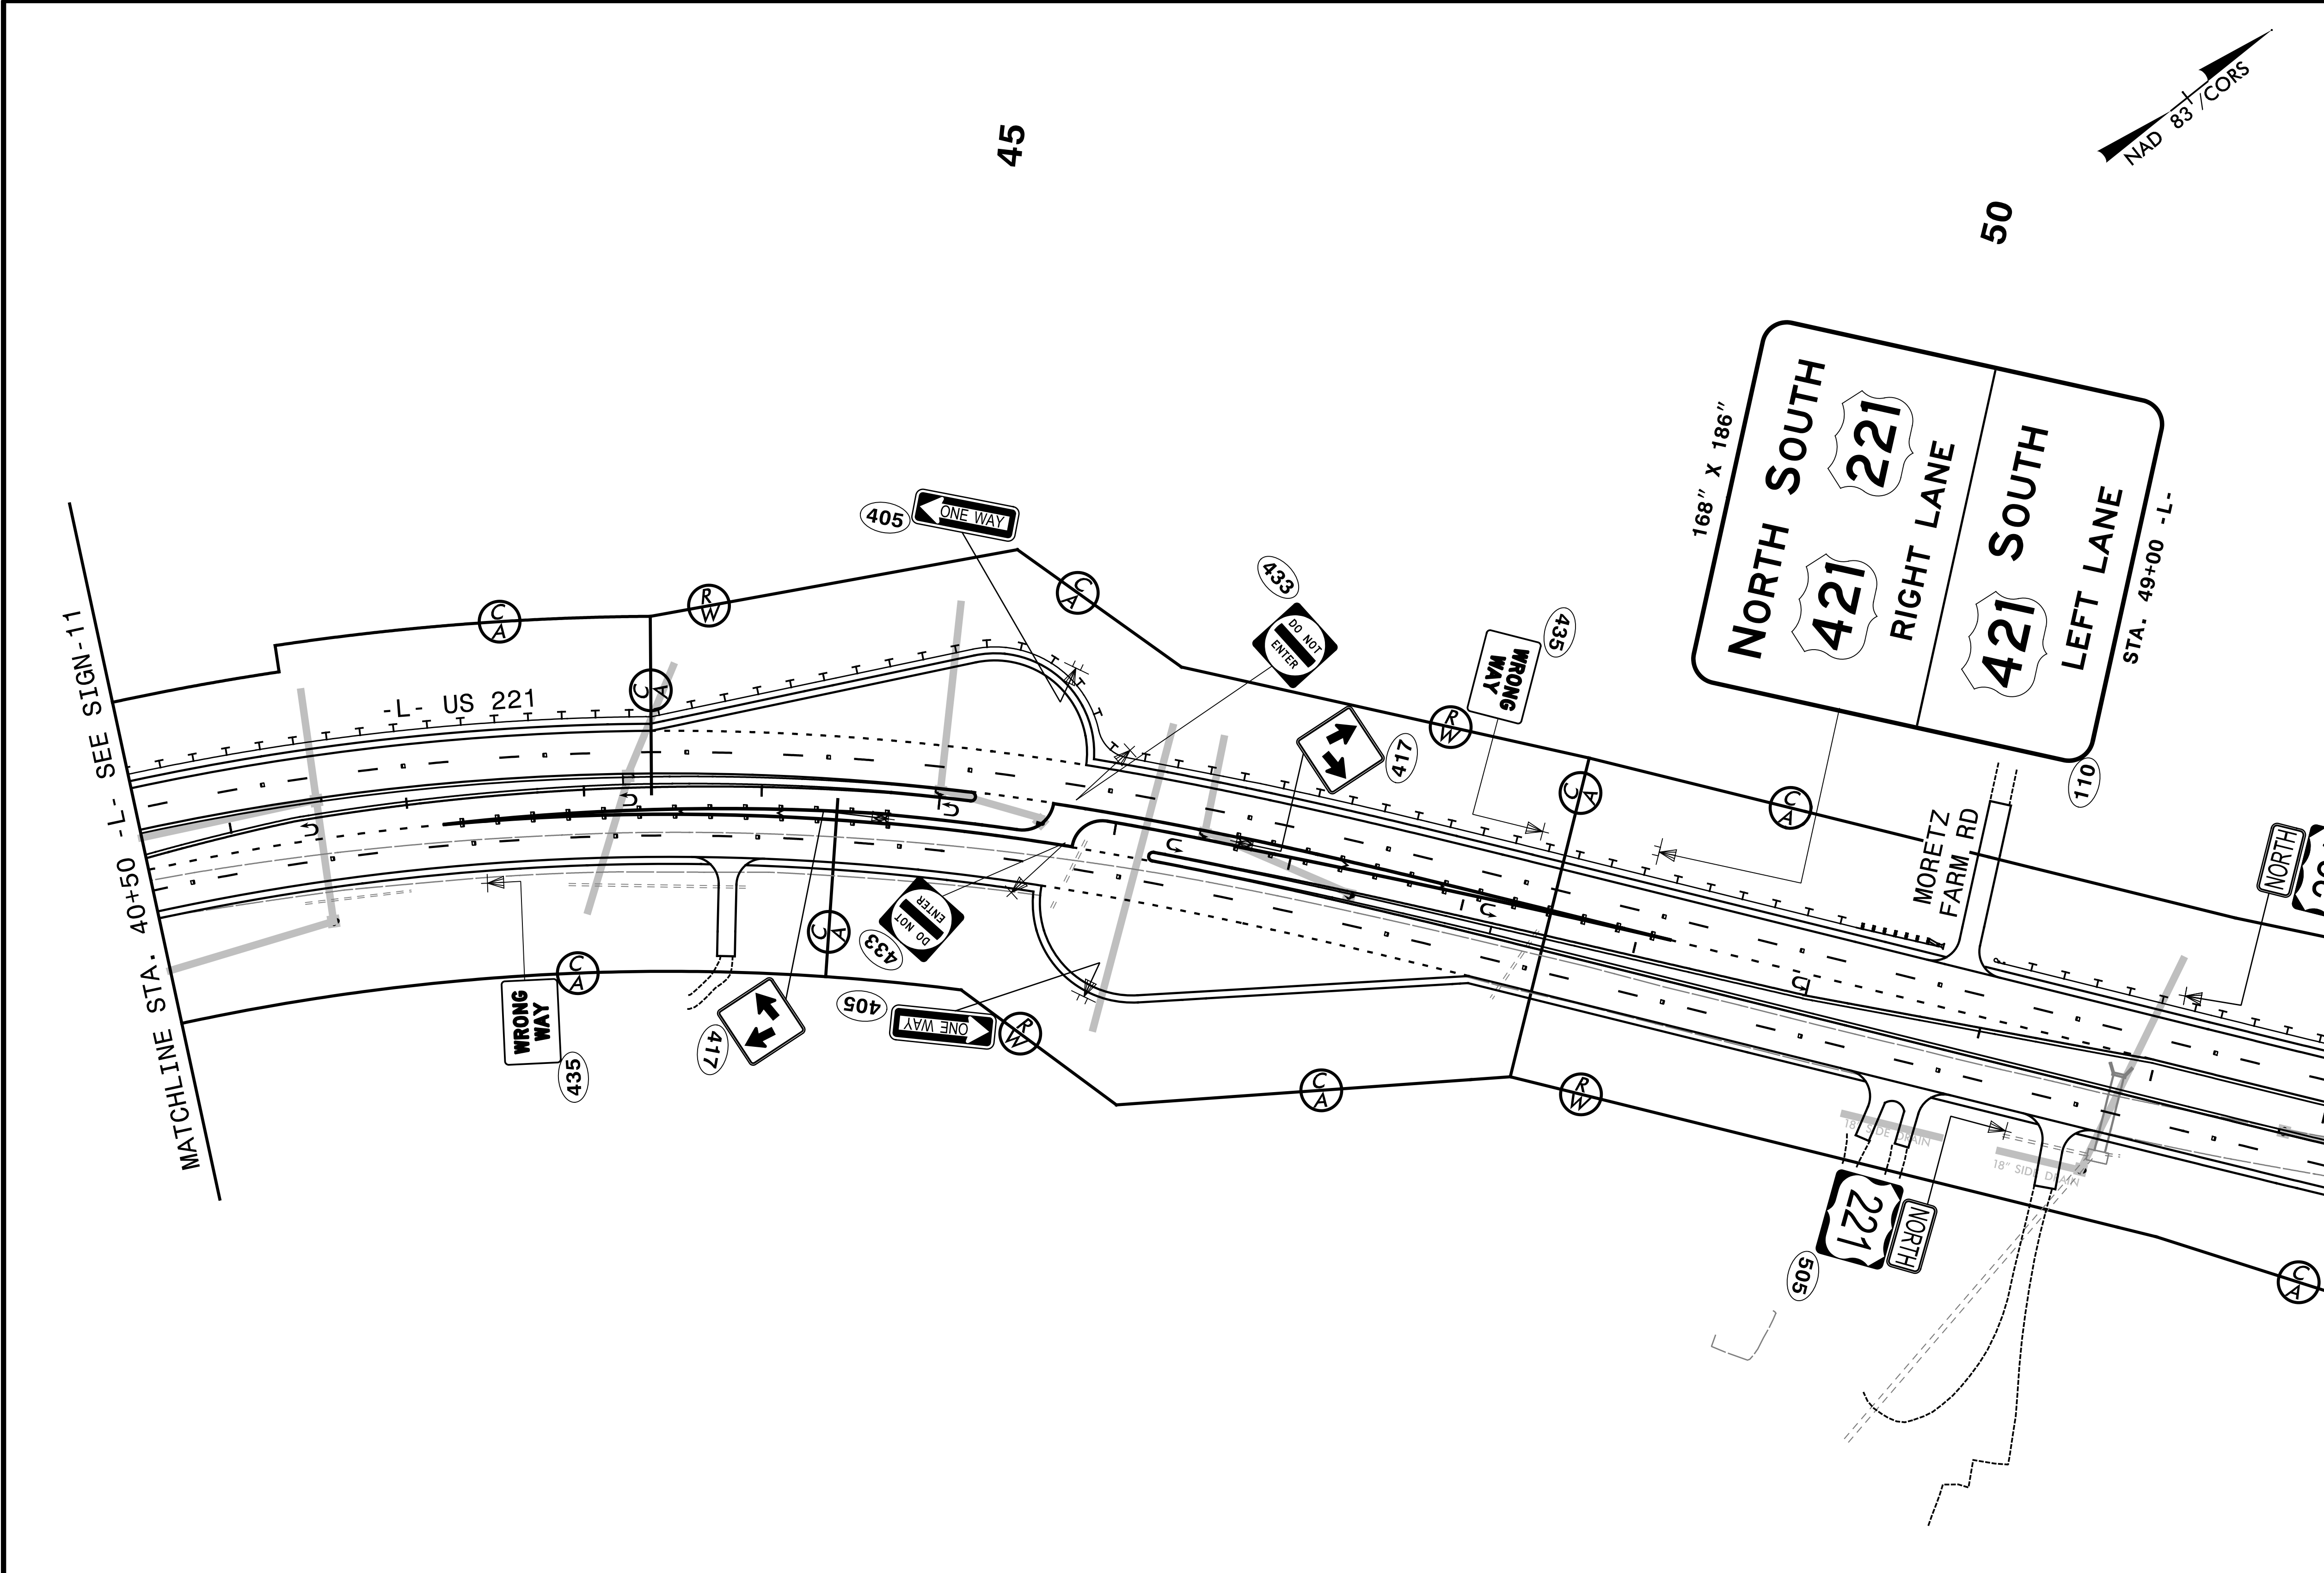 45
50
NAD 83/CORS
MATCHLINE STA. 40+50 -L- SEE SIGN-11
-L- US 221
405
ONE WAY
433
DO NOT
ENTER
WRONG
WAY
435
417
168" X 186"
NORTH SOUTH
421 221
RIGHT LANE
SOUTH
421
LEFT LANE
STA. 49+00 -L-
110
MORETZ
FARM RD
NORTH
C
A
R
W
C
A
C
A
R
W
C
A
C
A
WRONG
WAY
435
C
A
417
C
A
DO NOT
ENTER
433
405
ONE WAY
R
W
C
A
R
W
18" SIDE DRAIN
18" SIDE DRAIN
221
NORTH
505
C
A